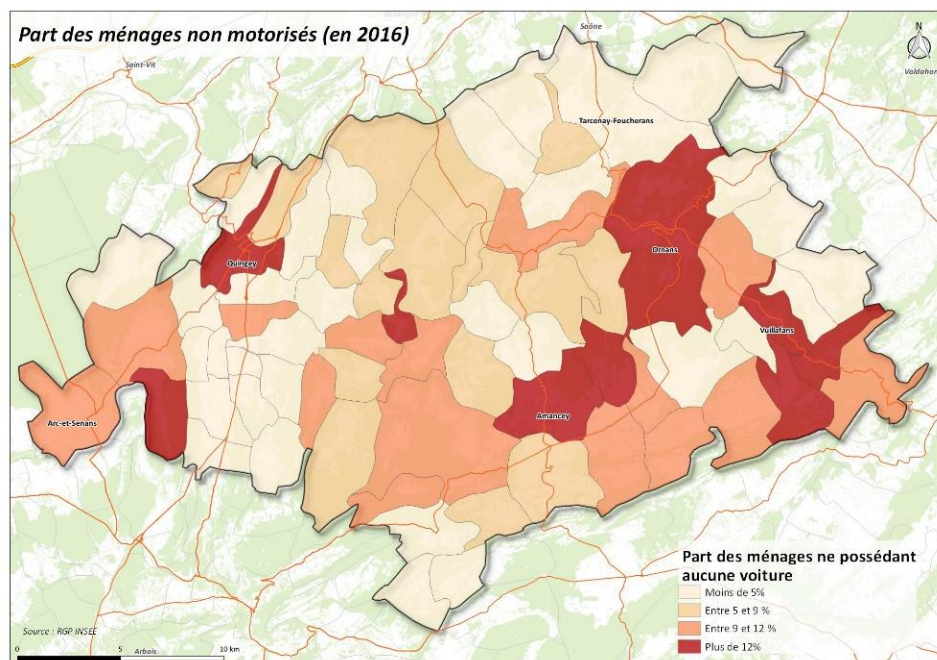 Part des ménages non motorisés (en 2016)
Saône
N
Saint-Vit
Valdahon
Tarcenay-Foucherans
Ornans
Quingey
Vuillafans
Arc-et-Senans
Amancey
Part des ménages ne possédant
aucune voiture
Moins de 5%
Entre 5 et 9 %
Entre 9 et 12 %
Plus de 12%
Source : RGP INSEE
0 5 10 km
Arbois